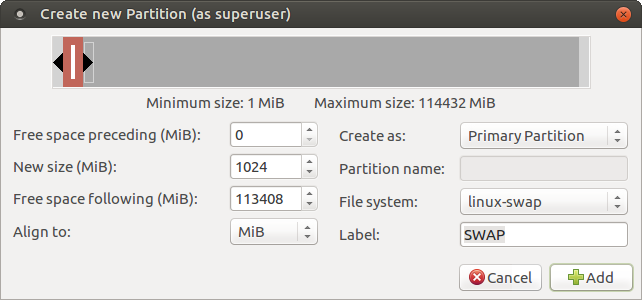 Create new Partition (as superuser)
Minimum size: 1 MiB Maximum size: 114432 MiB
Free space preceding (MiB): 0 Create as: Primary Partition
New size (MiB): 1024 Partition name:
Free space following (MiB): 113408 File system: linux-swap
Align to: MiB Label: SWAP
Cancel Add